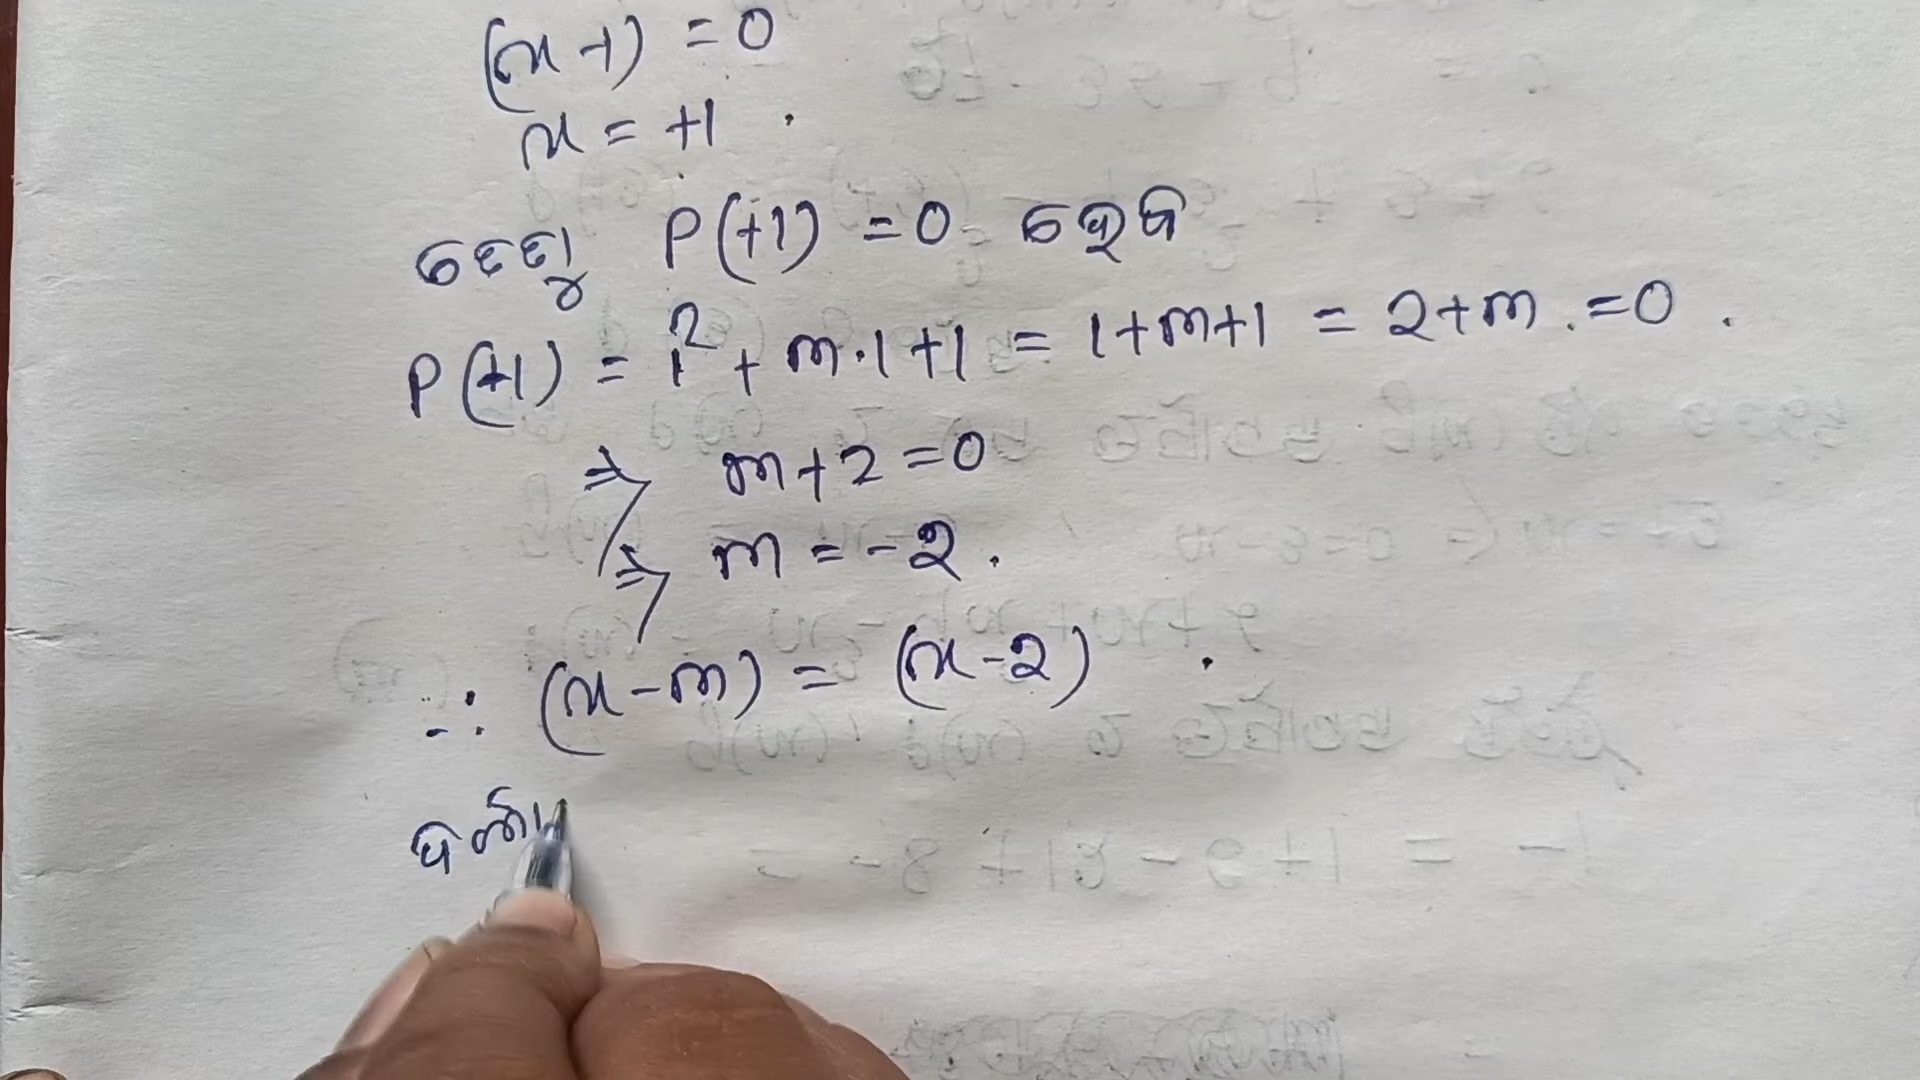 (x-1) = 0
x = +1 .
ତେଣୁ P(+1) = 0 ହେବ
P(+1) = 1² + m·1+1 = 1+m+1 = 2+m . = 0 .
⇒ m+2 = 0
⇒ m = -2 .
∴ (x-m) = (x-2) .